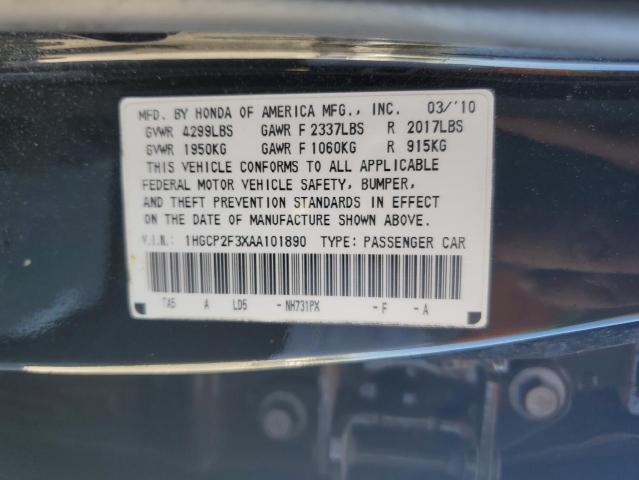 MFD. BY HONDA OF AMERICA MFG., INC. 03/'10
GVWR 4299LBS GAWR F 2337LBS R 2017LBS
GVWR 1950KG GAWR F 1060KG R 915KG
THIS VEHICLE CONFORMS TO ALL APPLICABLE
FEDERAL MOTOR VEHICLE SAFETY, BUMPER,
AND THEFT PREVENTION STANDARDS IN EFFECT
ON THE DATE OF MANUFACTURE SHOWN ABOVE.
V.I.N.: 1HGCP2F3XAA101890 TYPE: PASSENGER CAR
TA5 A LD5 -NH731PX -F -A